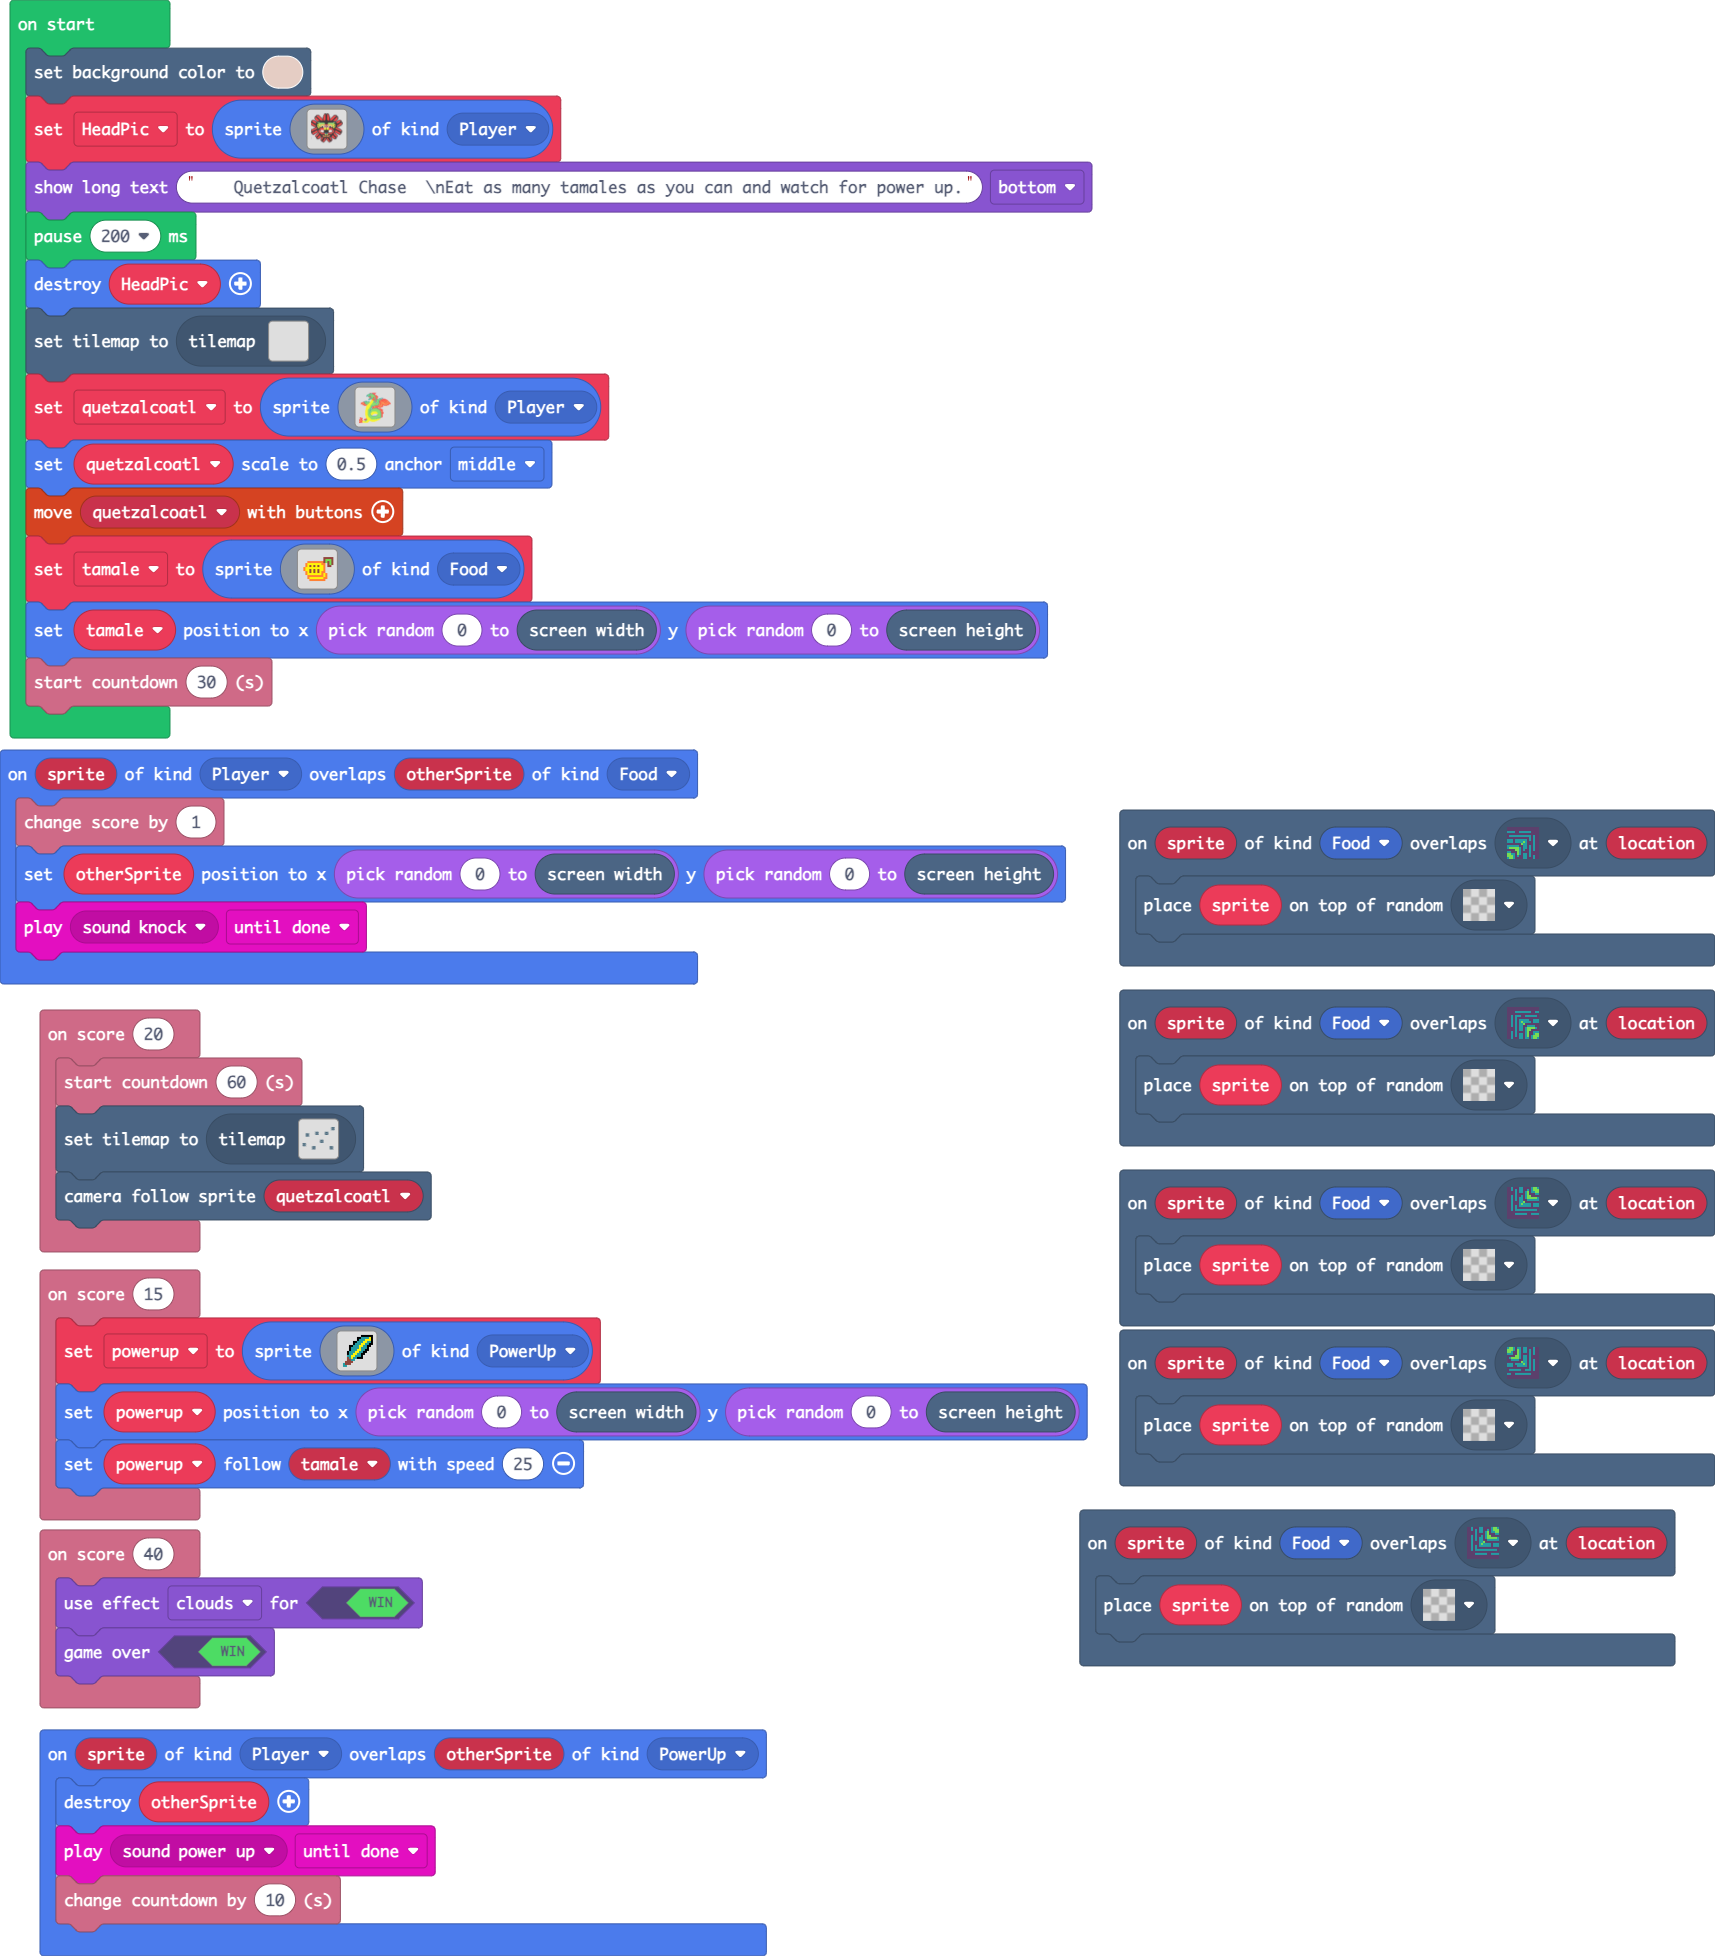 on start
set background color to
set HeadPic to sprite of kind Player
show long text "    Quetzalcoatl Chase  \nEat as many tamales as you can and watch for power up." bottom
pause 200 ms
destroy HeadPic
set tilemap to tilemap
set quetzalcoatl to sprite of kind Player
set quetzalcoatl scale to 0.5 anchor middle
move quetzalcoatl with buttons
set tamale to sprite of kind Food
set tamale position to x pick random 0 to screen width y pick random 0 to screen height
start countdown 30 (s)
on sprite of kind Player overlaps otherSprite of kind Food
change score by 1
set otherSprite position to x pick random 0 to screen width y pick random 0 to screen height
play sound knock until done
on score 20
start countdown 60 (s)
set tilemap to tilemap
camera follow sprite quetzalcoatl
on score 15
set powerup to sprite of kind PowerUp
set powerup position to x pick random 0 to screen width y pick random 0 to screen height
set powerup follow tamale with speed 25
on score 40
use effect clouds for WIN
game over WIN
on sprite of kind Player overlaps otherSprite of kind PowerUp
destroy otherSprite
play sound power up until done
change countdown by 10 (s)
on sprite of kind Food overlaps at location
place sprite on top of random
on sprite of kind Food overlaps at location
place sprite on top of random
on sprite of kind Food overlaps at location
place sprite on top of random
on sprite of kind Food overlaps at location
place sprite on top of random
on sprite of kind Food overlaps at location
place sprite on top of random